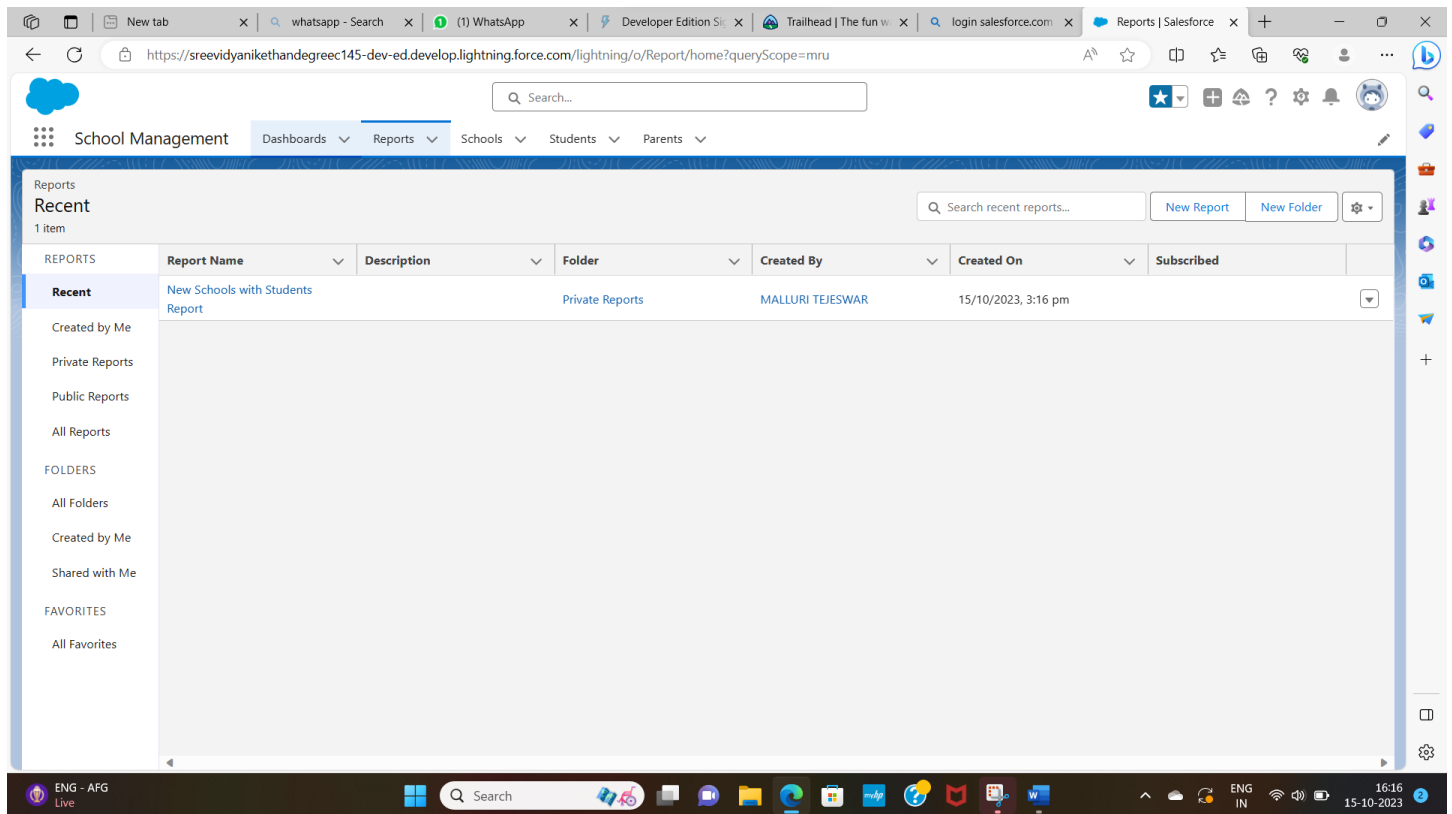 New tab
whatsapp - Search
(1) WhatsApp
Developer Edition Sig
Trailhead | The fun w
login salesforce.com
Reports | Salesforce
https://sreevidyanikethandegreec145-dev-ed.develop.lightning.force.com/lightning/o/Report/home?queryScope=mru
Search...
School Management
Dashboards
Reports
Schools
Students
Parents
Reports
Recent
1 item
Search recent reports...
New Report
New Folder
REPORTS
Recent
Created by Me
Private Reports
Public Reports
All Reports
FOLDERS
All Folders
Created by Me
Shared with Me
FAVORITES
All Favorites
Report Name
Description
Folder
Created By
Created On
Subscribed
New Schools with Students
Report
Private Reports
MALLURI TEJESWAR
15/10/2023, 3:16 pm
ENG - AFG
Live
Search
myhp
ENG
IN
16:16
15-10-2023
2